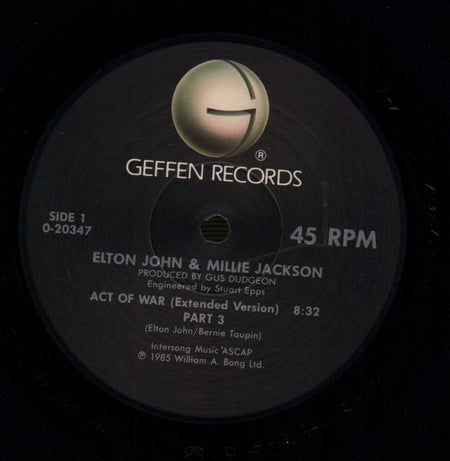 ®
GEFFEN RECORDS
SIDE 1
0-20347
45 RPM
ELTON JOHN & MILLIE JACKSON
PRODUCED BY GUS DUDGEON
Engineered by Stuart Epps
ACT OF WAR (Extended Version) 8:32
PART 3
(Elton John/Bernie Taupin)
Intersong Music ASCAP
℗ 1985 William A. Bong Ltd.